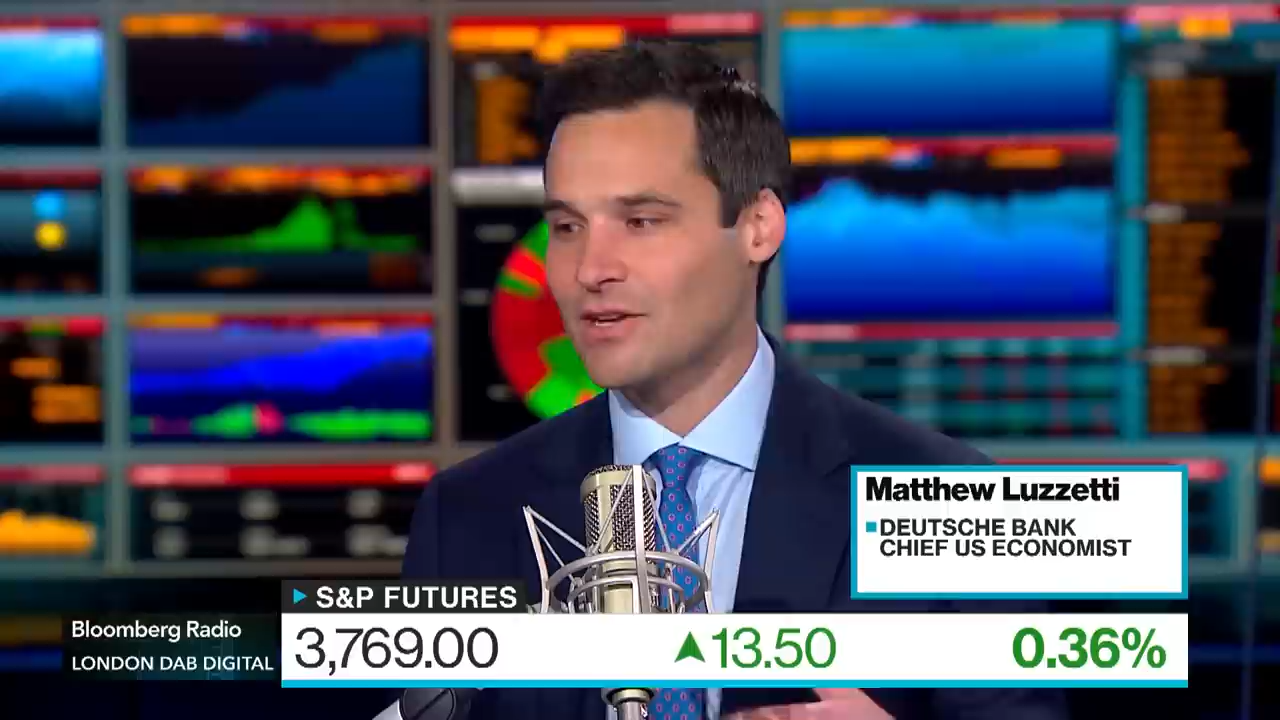 Matthew Luzzetti
DEUTSCHE BANK
CHIEF US ECONOMIST
S&P FUTURES
Bloomberg Radio
LONDON DAB DIGITAL
3,769.00
13.50
0.36%